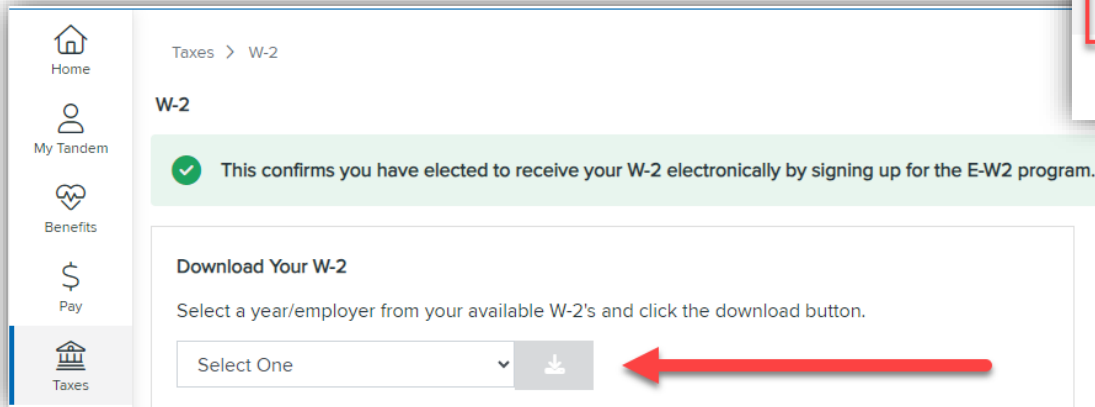 Home
My Tandem
Benefits
Pay
Taxes
Taxes > W-2
W-2
This confirms you have elected to receive your W-2 electronically by signing up for the E-W2 program.
Download Your W-2
Select a year/employer from your available W-2's and click the download button.
Select One